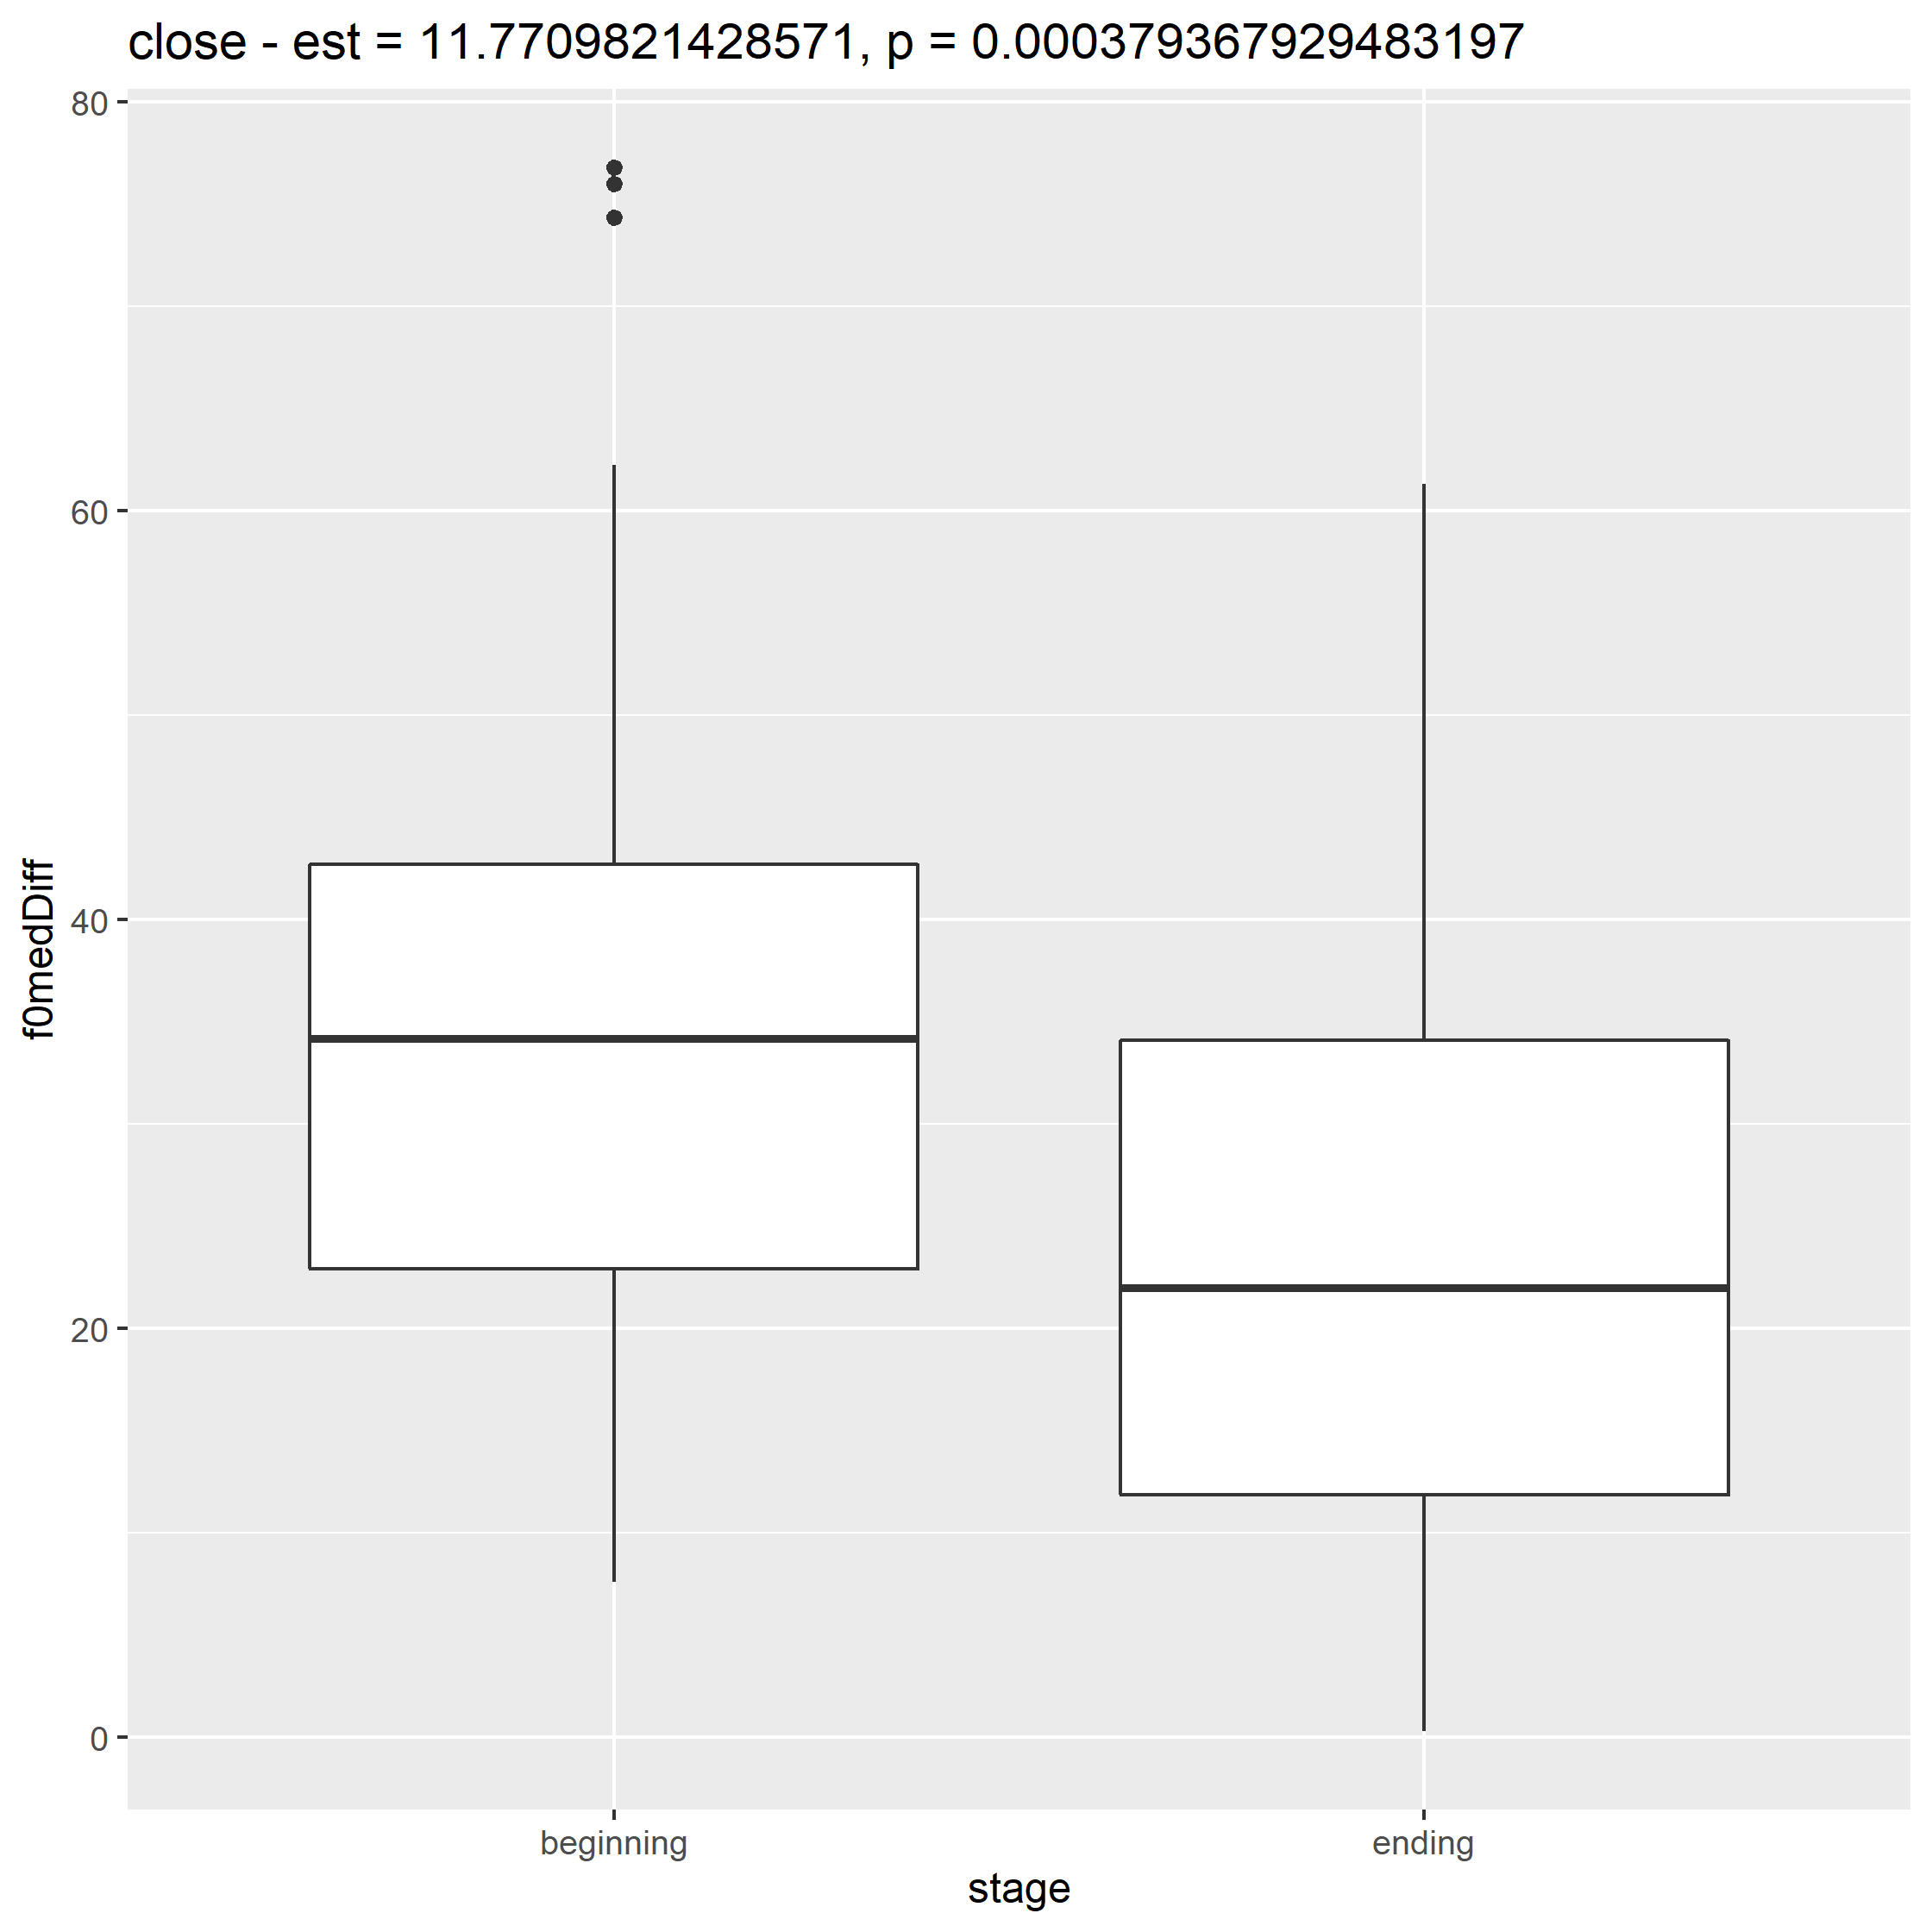 close - est = 11.7709821428571, p = 0.000379367929483197
80
60
40
20
0
f0medDiff
beginning
ending
stage